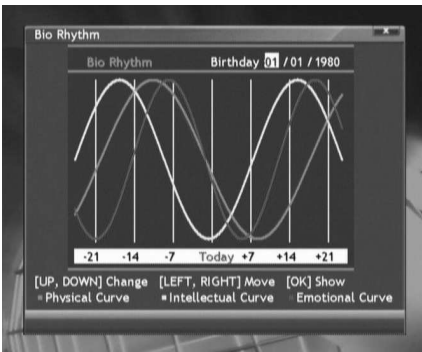 Bio Rhythm
Bio Rhythm Birthday 01 / 01 / 1980
-21 -14 -7 Today +7 +14 +21
[UP, DOWN] Change [LEFT, RIGHT] Move [OK] Show
Physical Curve Intellectual Curve Emotional Curve